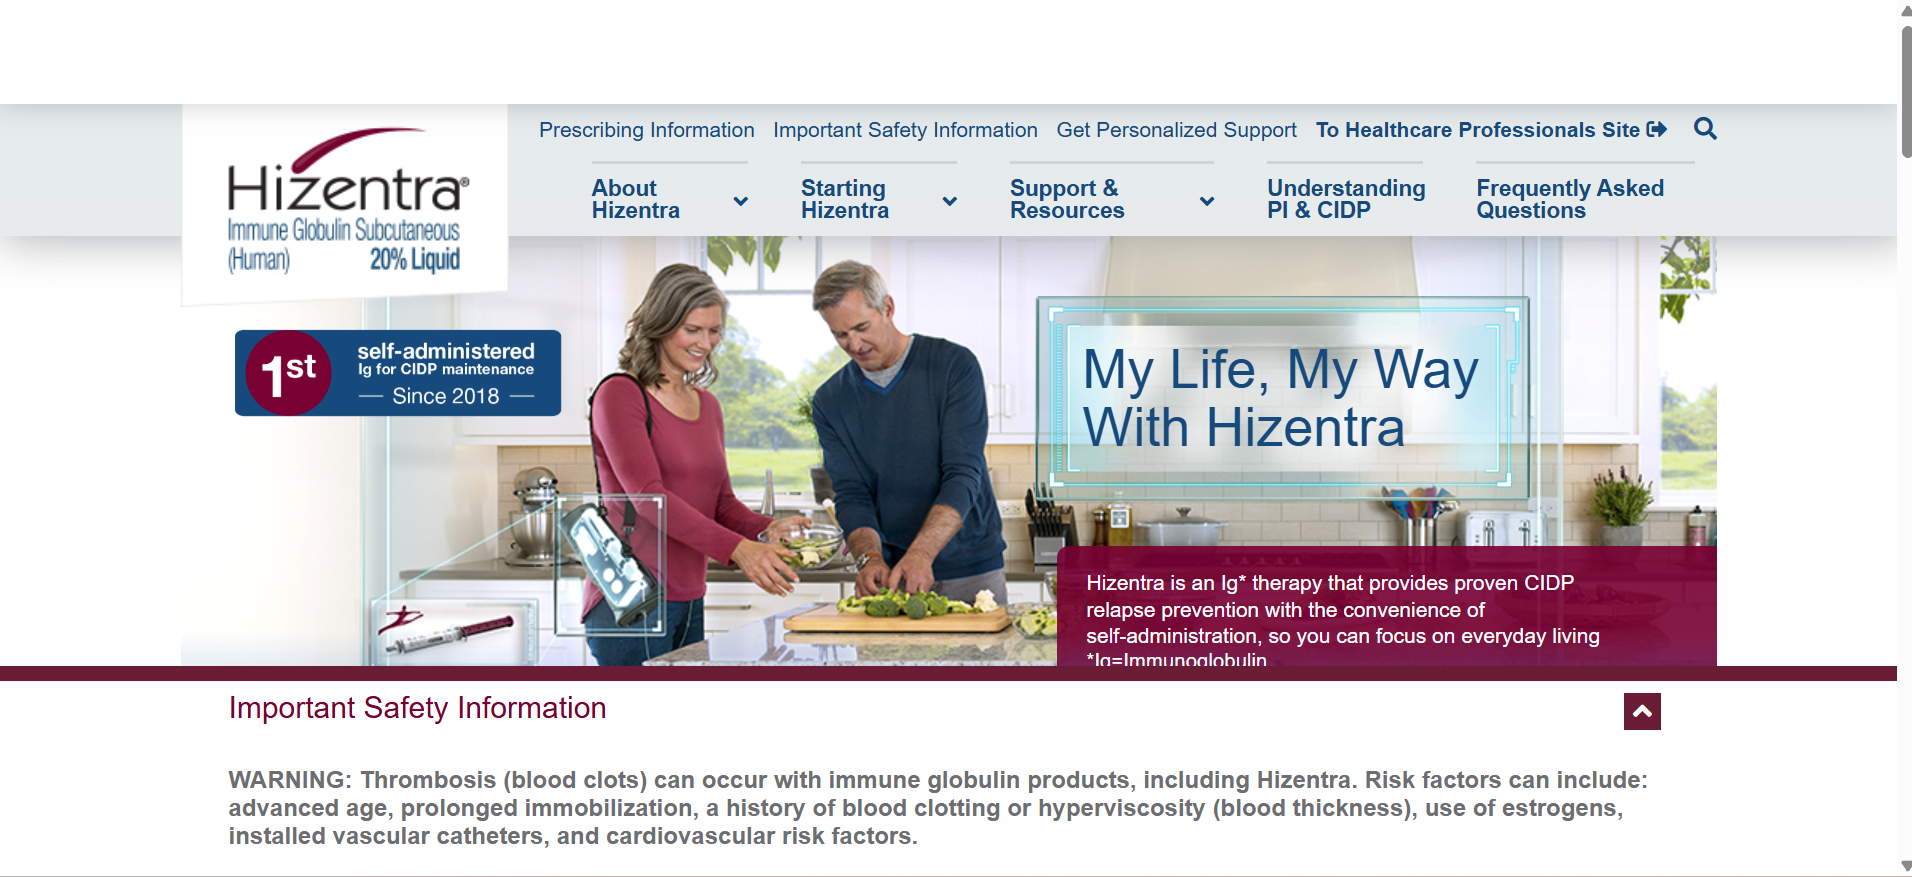 Prescribing Information Important Safety Information Get Personalized Support To Healthcare Professionals Site
Hizentra®
Immune Globulin Subcutaneous
(Human) 20% Liquid
About
Hizentra
Starting
Hizentra
Support &
Resources
Understanding
PI & CIDP
Frequently Asked
Questions
1st
self-administered
Ig for CIDP maintenance
Since 2018
My Life, My Way
With Hizentra
Hizentra is an Ig* therapy that provides proven CIDP
relapse prevention with the convenience of
self-administration, so you can focus on everyday living
*Ig=Immunoglobulin
Important Safety Information
WARNING: Thrombosis (blood clots) can occur with immune globulin products, including Hizentra. Risk factors can include:
advanced age, prolonged immobilization, a history of blood clotting or hyperviscosity (blood thickness), use of estrogens,
installed vascular catheters, and cardiovascular risk factors.